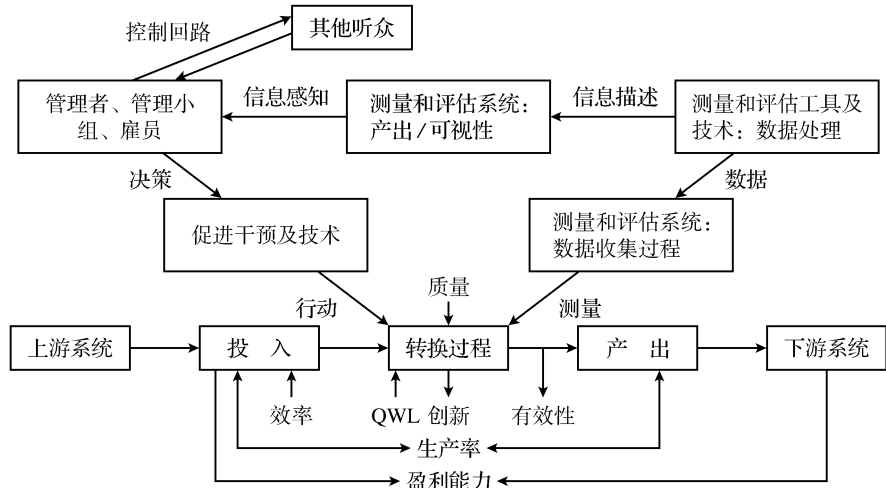 控制回路
其他听众
管理者、管理小
组、雇员
信息感知
测量和评估系统：
产出/可视性
信息描述
测量和评估工具及
技术：数据处理
决策
数据
促进干预及技术
测量和评估系统：
数据收集过程
行动
质量
测量
上游系统
投 入
转换过程
产 出
下游系统
效率
QWL 创新
有效性
生产率
盈利能力